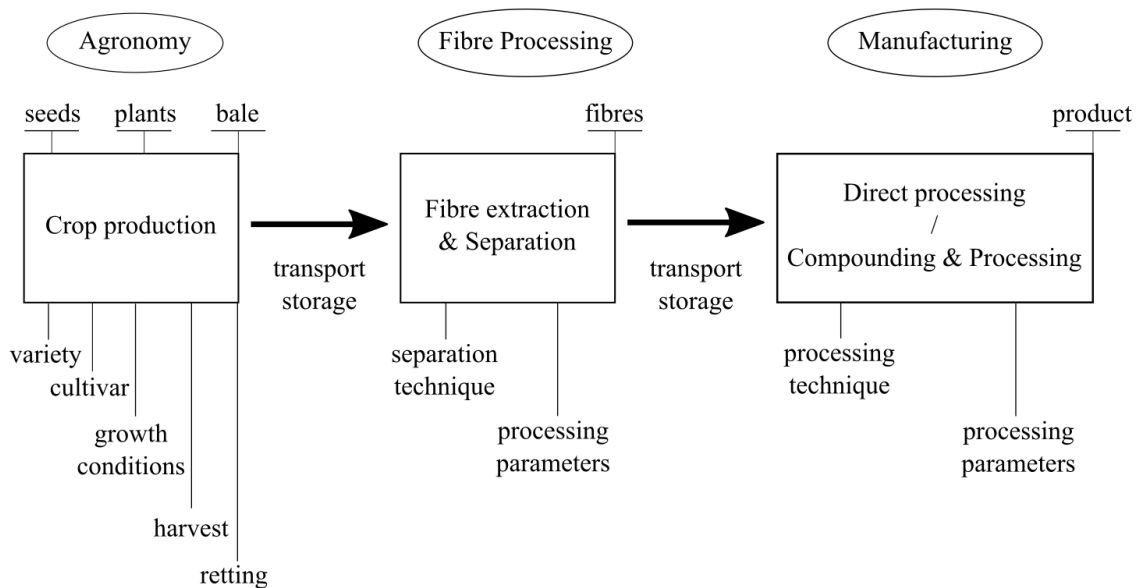 Agronomy
Fibre Processing
Manufacturing
seeds
plants
bale
fibres
product
Crop production
transport
storage
Fibre extraction
& Separation
transport
storage
Direct processing
/
Compounding & Processing
variety
cultivar
growth
conditions
harvest
retting
separation
technique
processing
parameters
processing
technique
processing
parameters